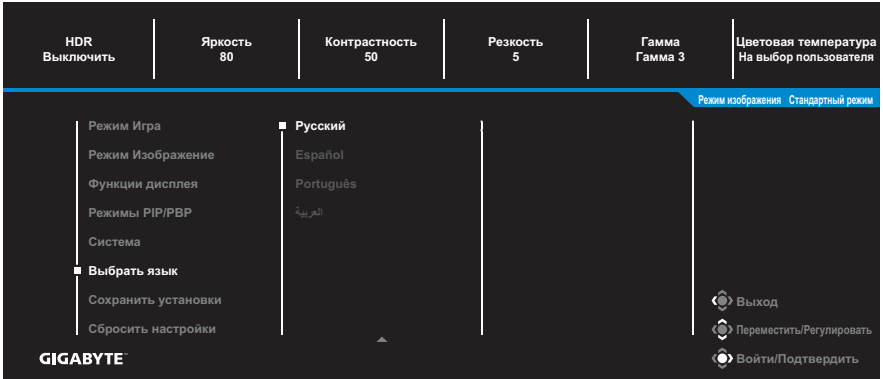 HDR
Выключить
Яркость
80
Контрастность
50
Резкость
5
Гамма
Гамма 3
Цветовая температура
На выбор пользователя
Режим изображения Стандартный режим
Режим Игра
Режим Изображение
Функции дисплея
Режимы PIP/PBP
Система
Выбрать язык
Сохранить установки
Сбросить настройки
Русский
Español
Português
العربية
Выход
Переместить/Регулировать
Войти/Подтвердить
GIGABYTE™